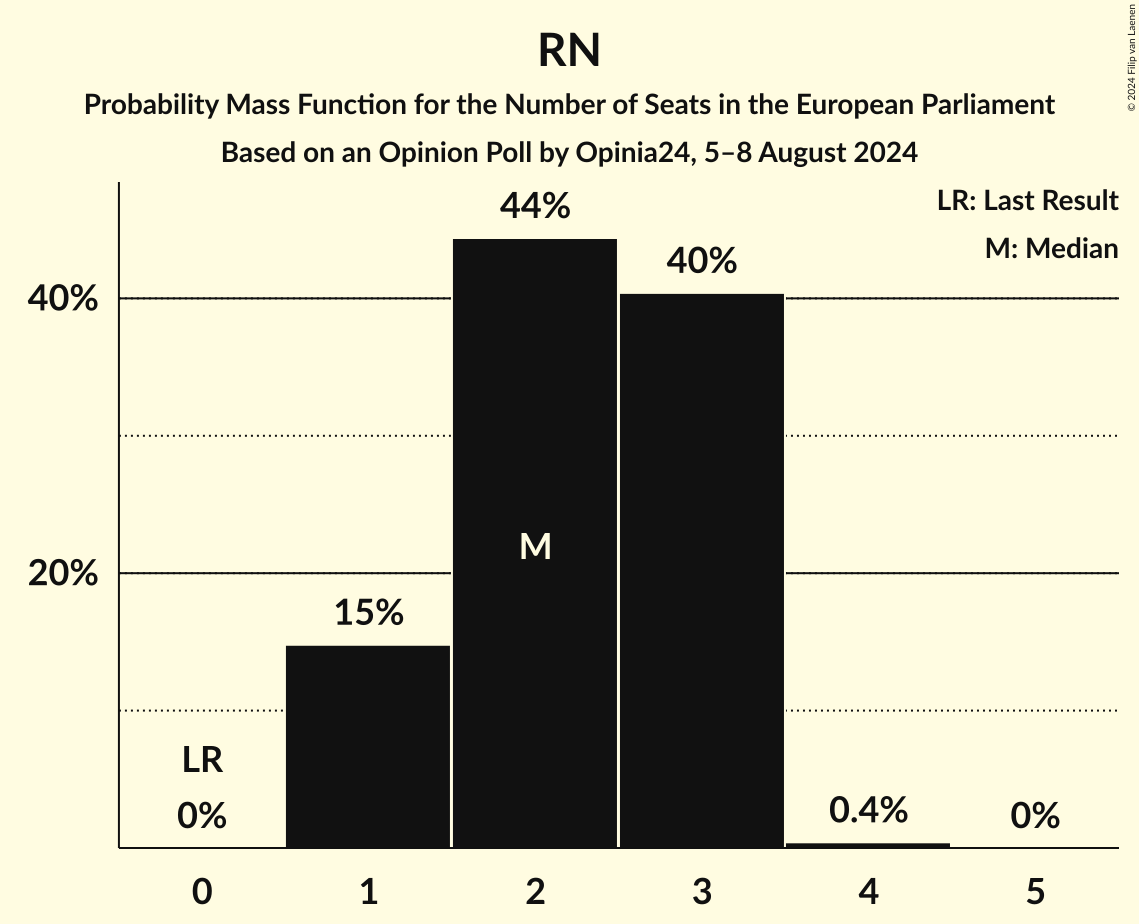 RN
Probability Mass Function for the Number of Seats in the European Parliament
Based on an Opinion Poll by Opinia24, 5–8 August 2024
© 2024 Filip van Laenen
LR: Last Result
M: Median
44%
40%
40%
20%
M
15%
LR
0%
0.4%
0%
0 1 2 3 4 5